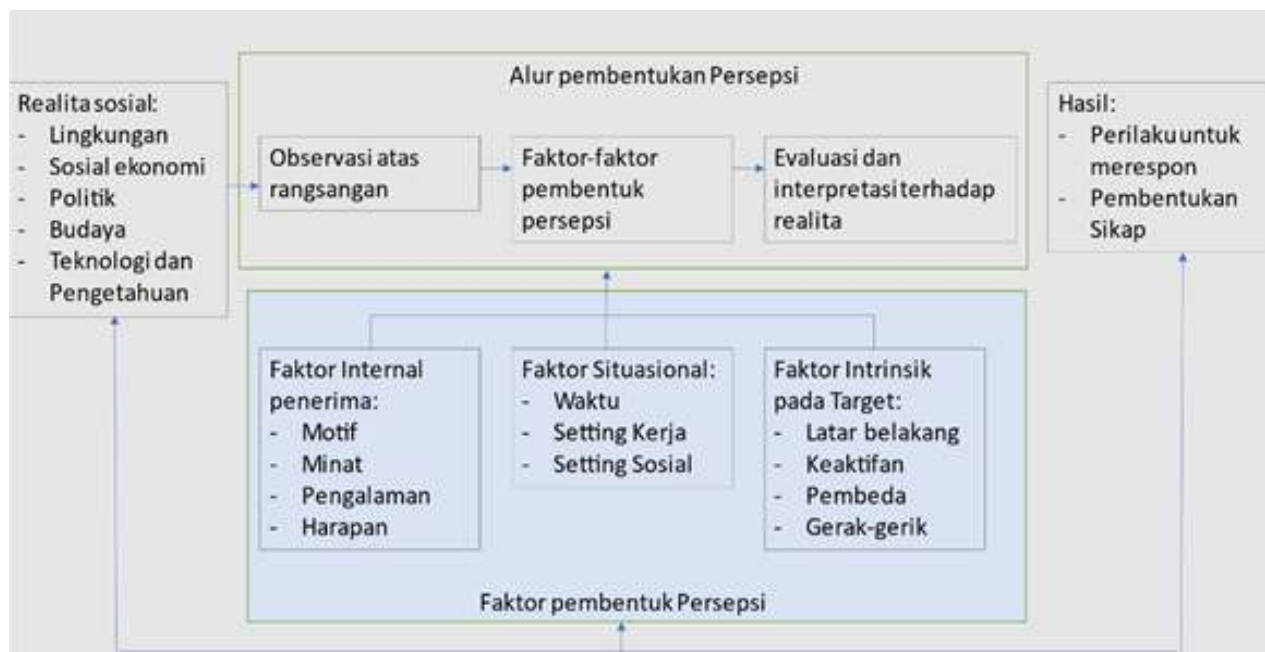 Alur pembentukan Persepsi
Realita sosial:
- Lingkungan
- Sosial ekonomi
- Politik
- Budaya
- Teknologi dan
Pengetahuan
Observasi atas
rangsangan
Faktor-faktor
pembentuk
persepsi
Evaluasi dan
interpretasi terhadap
realita
Hasil:
- Perilaku untuk
merespon
- Pembentukan
Sikap
Faktor Internal
penerima:
- Motif
- Minat
- Pengalaman
- Harapan
Faktor Situasional:
- Waktu
- Setting Kerja
- Setting Sosial
Faktor Intrinsik
pada Target:
- Latar belakang
- Keaktifan
- Pembeda
- Gerak-gerik
Faktor pembentuk Persepsi